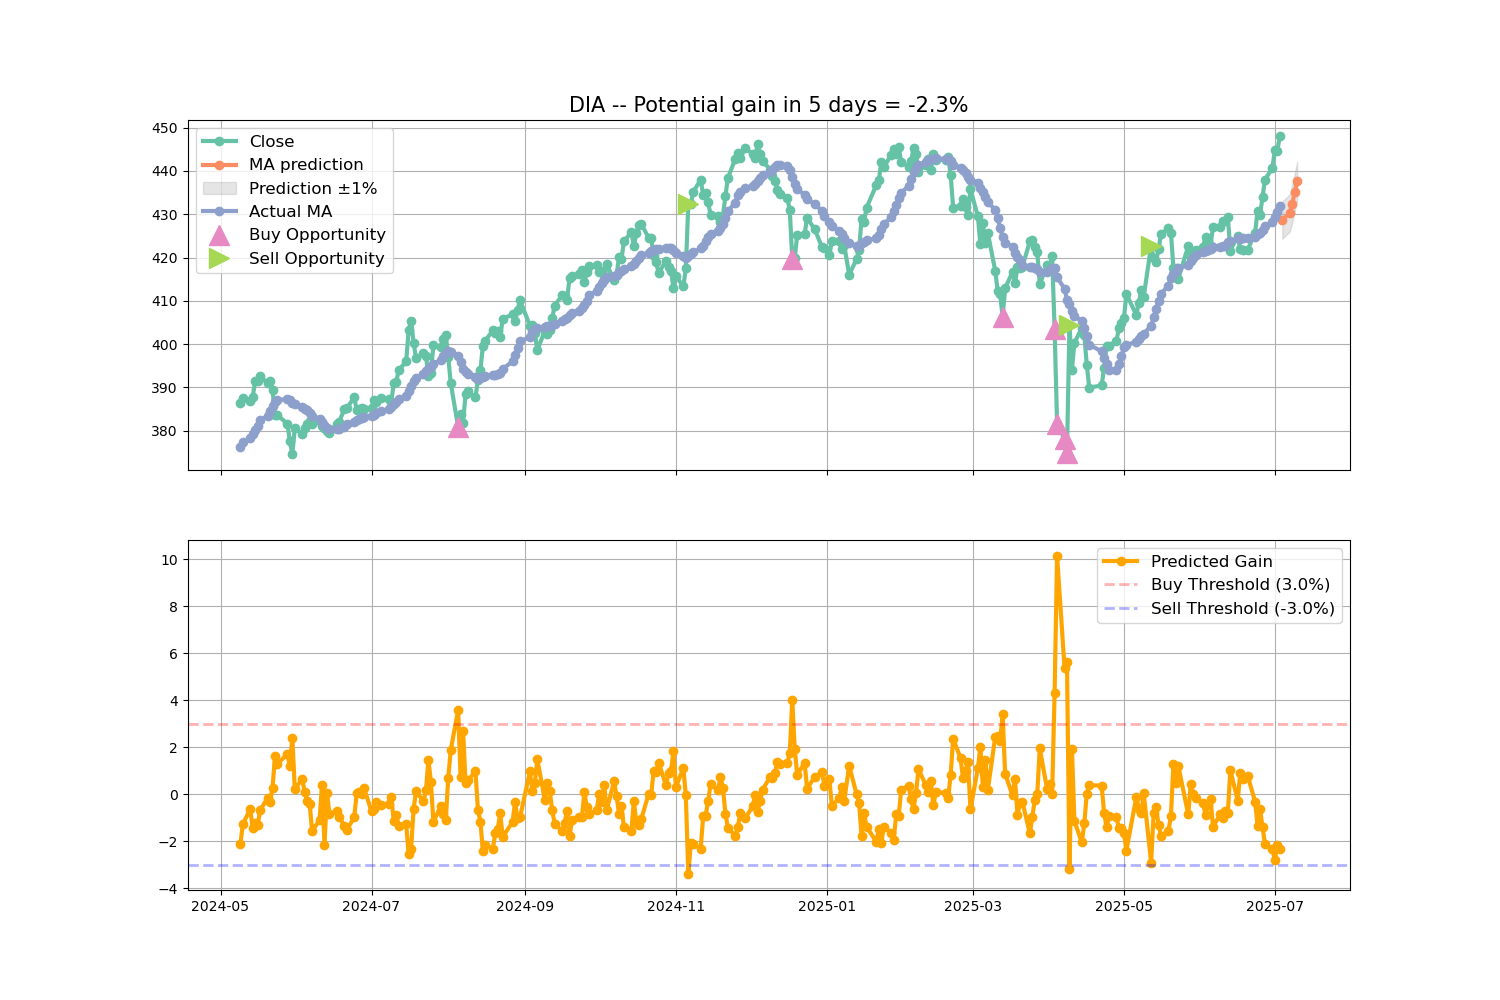 DIA -- Potential gain in 5 days = -2.3%
450
440
430
420
410
400
390
380
Close
MA prediction
Prediction ±1%
Actual MA
Buy Opportunity
Sell Opportunity
10
8
6
4
2
0
−2
−4
Predicted Gain
Buy Threshold (3.0%)
Sell Threshold (-3.0%)
2024-05
2024-07
2024-09
2024-11
2025-01
2025-03
2025-05
2025-07